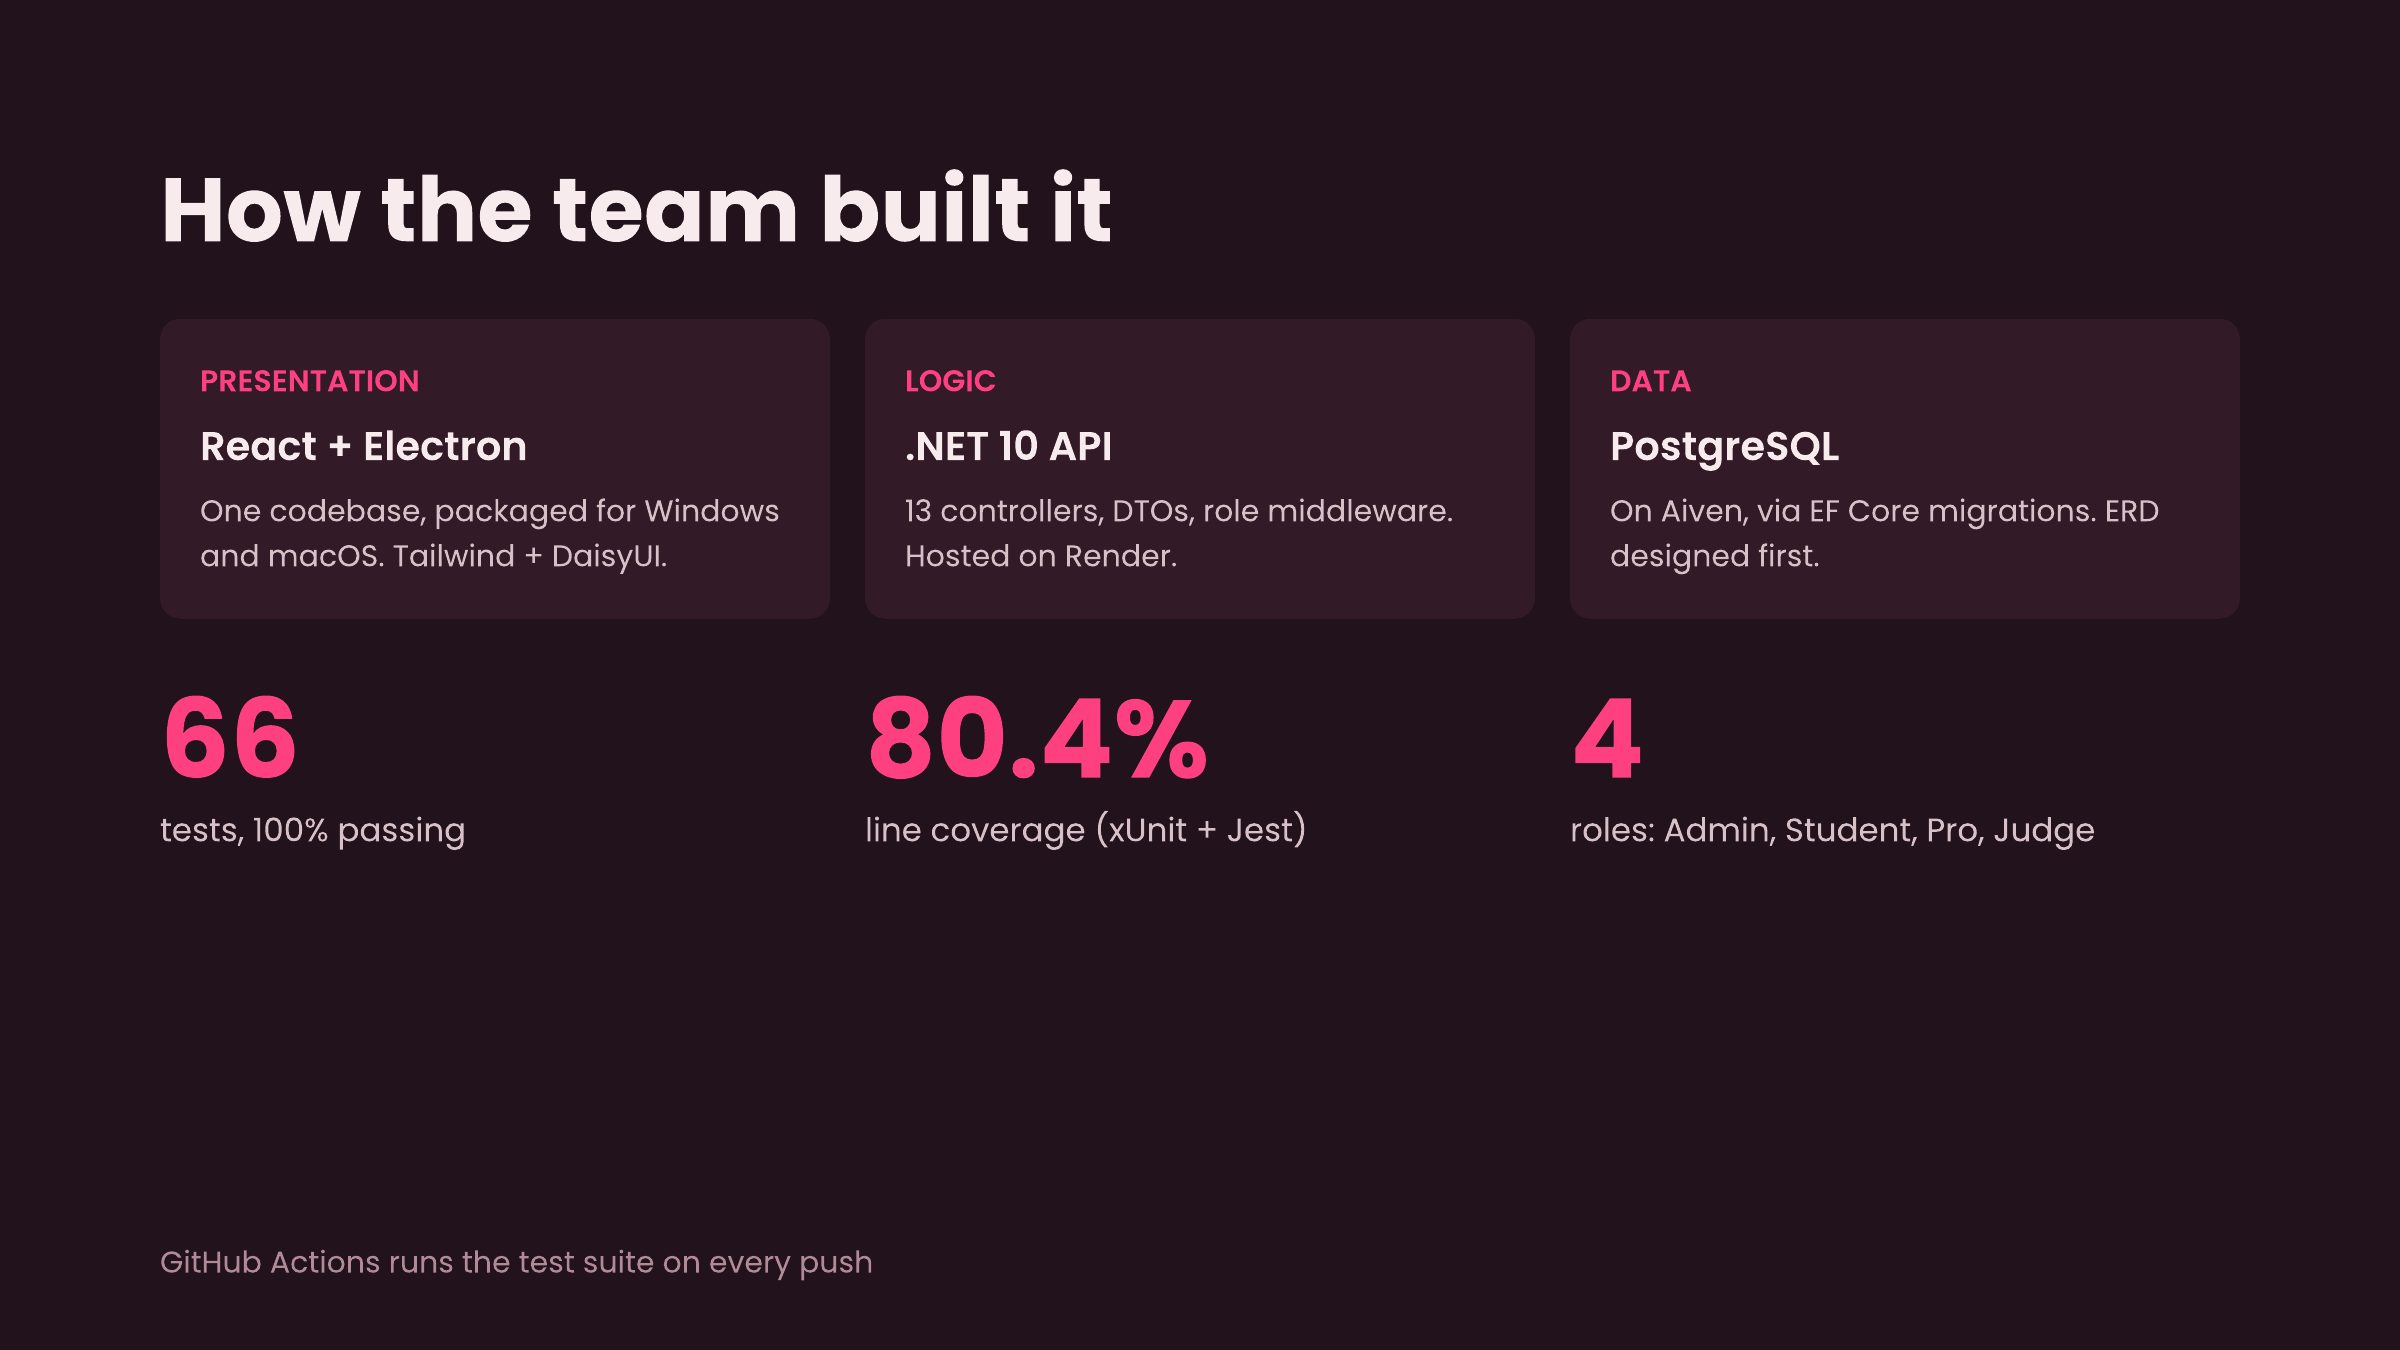 How the team built it
PRESENTATION
React + Electron
One codebase, packaged for Windows
and macOS. Tailwind + DaisyUI.
LOGIC
.NET 10 API
13 controllers, DTOs, role middleware.
Hosted on Render.
DATA
PostgreSQL
On Aiven, via EF Core migrations. ERD
designed first.
66
tests, 100% passing
80.4%
line coverage (xUnit + Jest)
4
roles: Admin, Student, Pro, Judge
GitHub Actions runs the test suite on every push